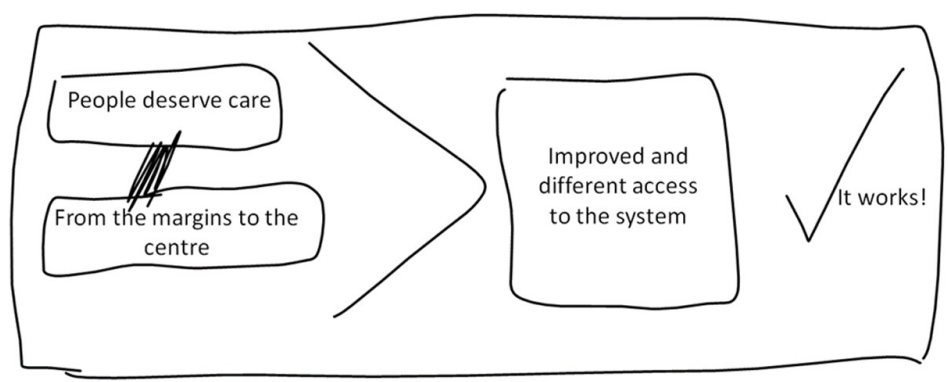 People deserve care
From the margins to the
centre
Improved and
different access
to the system
It works!